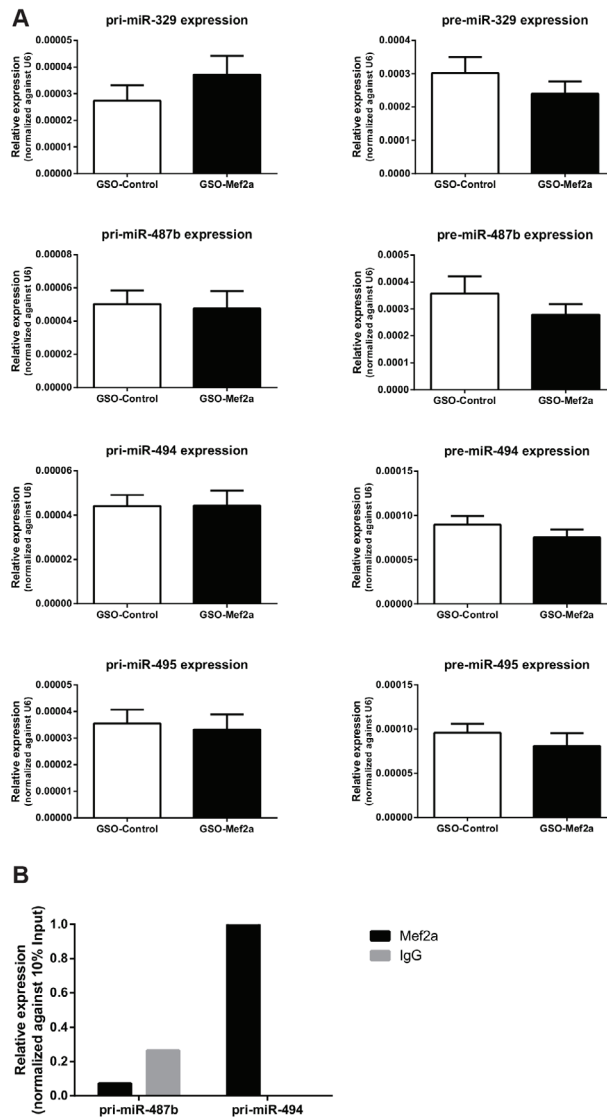 A
pri-miR-329 expression
Relative expression
(normalized against U6)
0.00005
0.00004
0.00003
0.00002
0.00001
0.00000
GSO-Control GSO-Mef2a
pre-miR-329 expression
Relative expression
(normalized against U6)
0.0004
0.0003
0.0002
0.0001
0.0000
GSO-Control GSO-Mef2a
pri-miR-487b expression
Relative expression
(normalized against U6)
0.00008
0.00006
0.00004
0.00002
0.00000
GSO-Control GSO-Mef2a
pre-miR-487b expression
Relative expression
(normalized against U6)
0.0005
0.0004
0.0003
0.0002
0.0001
0.0000
GSO-Control GSO-Mef2a
pri-miR-494 expression
Relative expression
(normalized against U6)
0.00006
0.00004
0.00002
0.00000
GSO-Control GSO-Mef2a
pre-miR-494 expression
Relative expression
(normalized against U6)
0.00015
0.00010
0.00005
0.00000
GSO-Control GSO-Mef2a
pri-miR-495 expression
Relative expression
(normalized against U6)
0.00005
0.00004
0.00003
0.00002
0.00001
0.00000
GSO-Control GSO-Mef2a
pre-miR-495 expression
Relative expression
(normalized against U6)
0.00015
0.00010
0.00005
0.00000
GSO-Control GSO-Mef2a
B
Relative expression
(normalized against 10% Input)
1.0
0.8
0.6
0.4
0.2
0.0
pri-miR-487b pri-miR-494
Mef2a
IgG